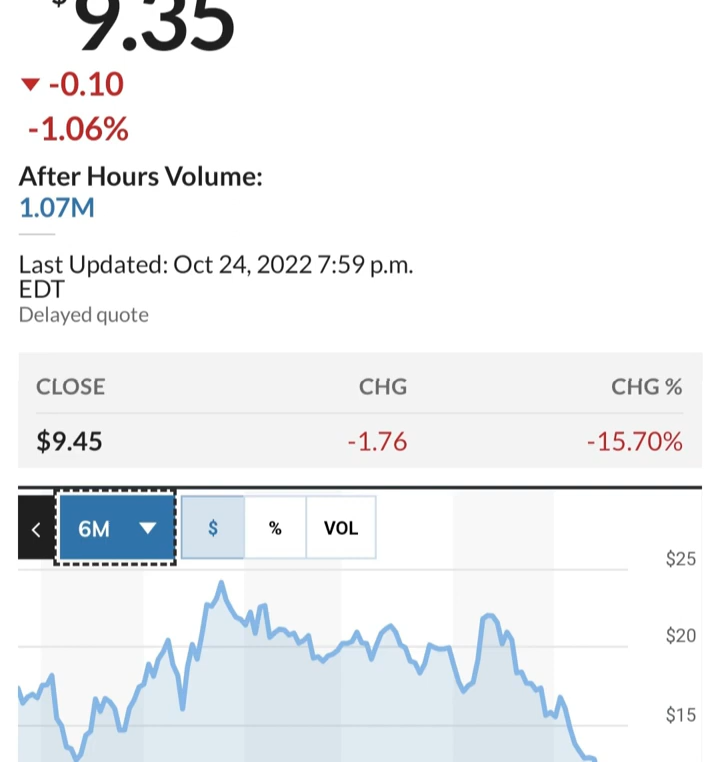 $9.35
-0.10
-1.06%
After Hours Volume:
1.07M
Last Updated: Oct 24, 2022 7:59 p.m.
EDT
Delayed quote
CLOSE CHG CHG %
$9.45 -1.76 -15.70%
< 6M $ % VOL
$25
$20
$15